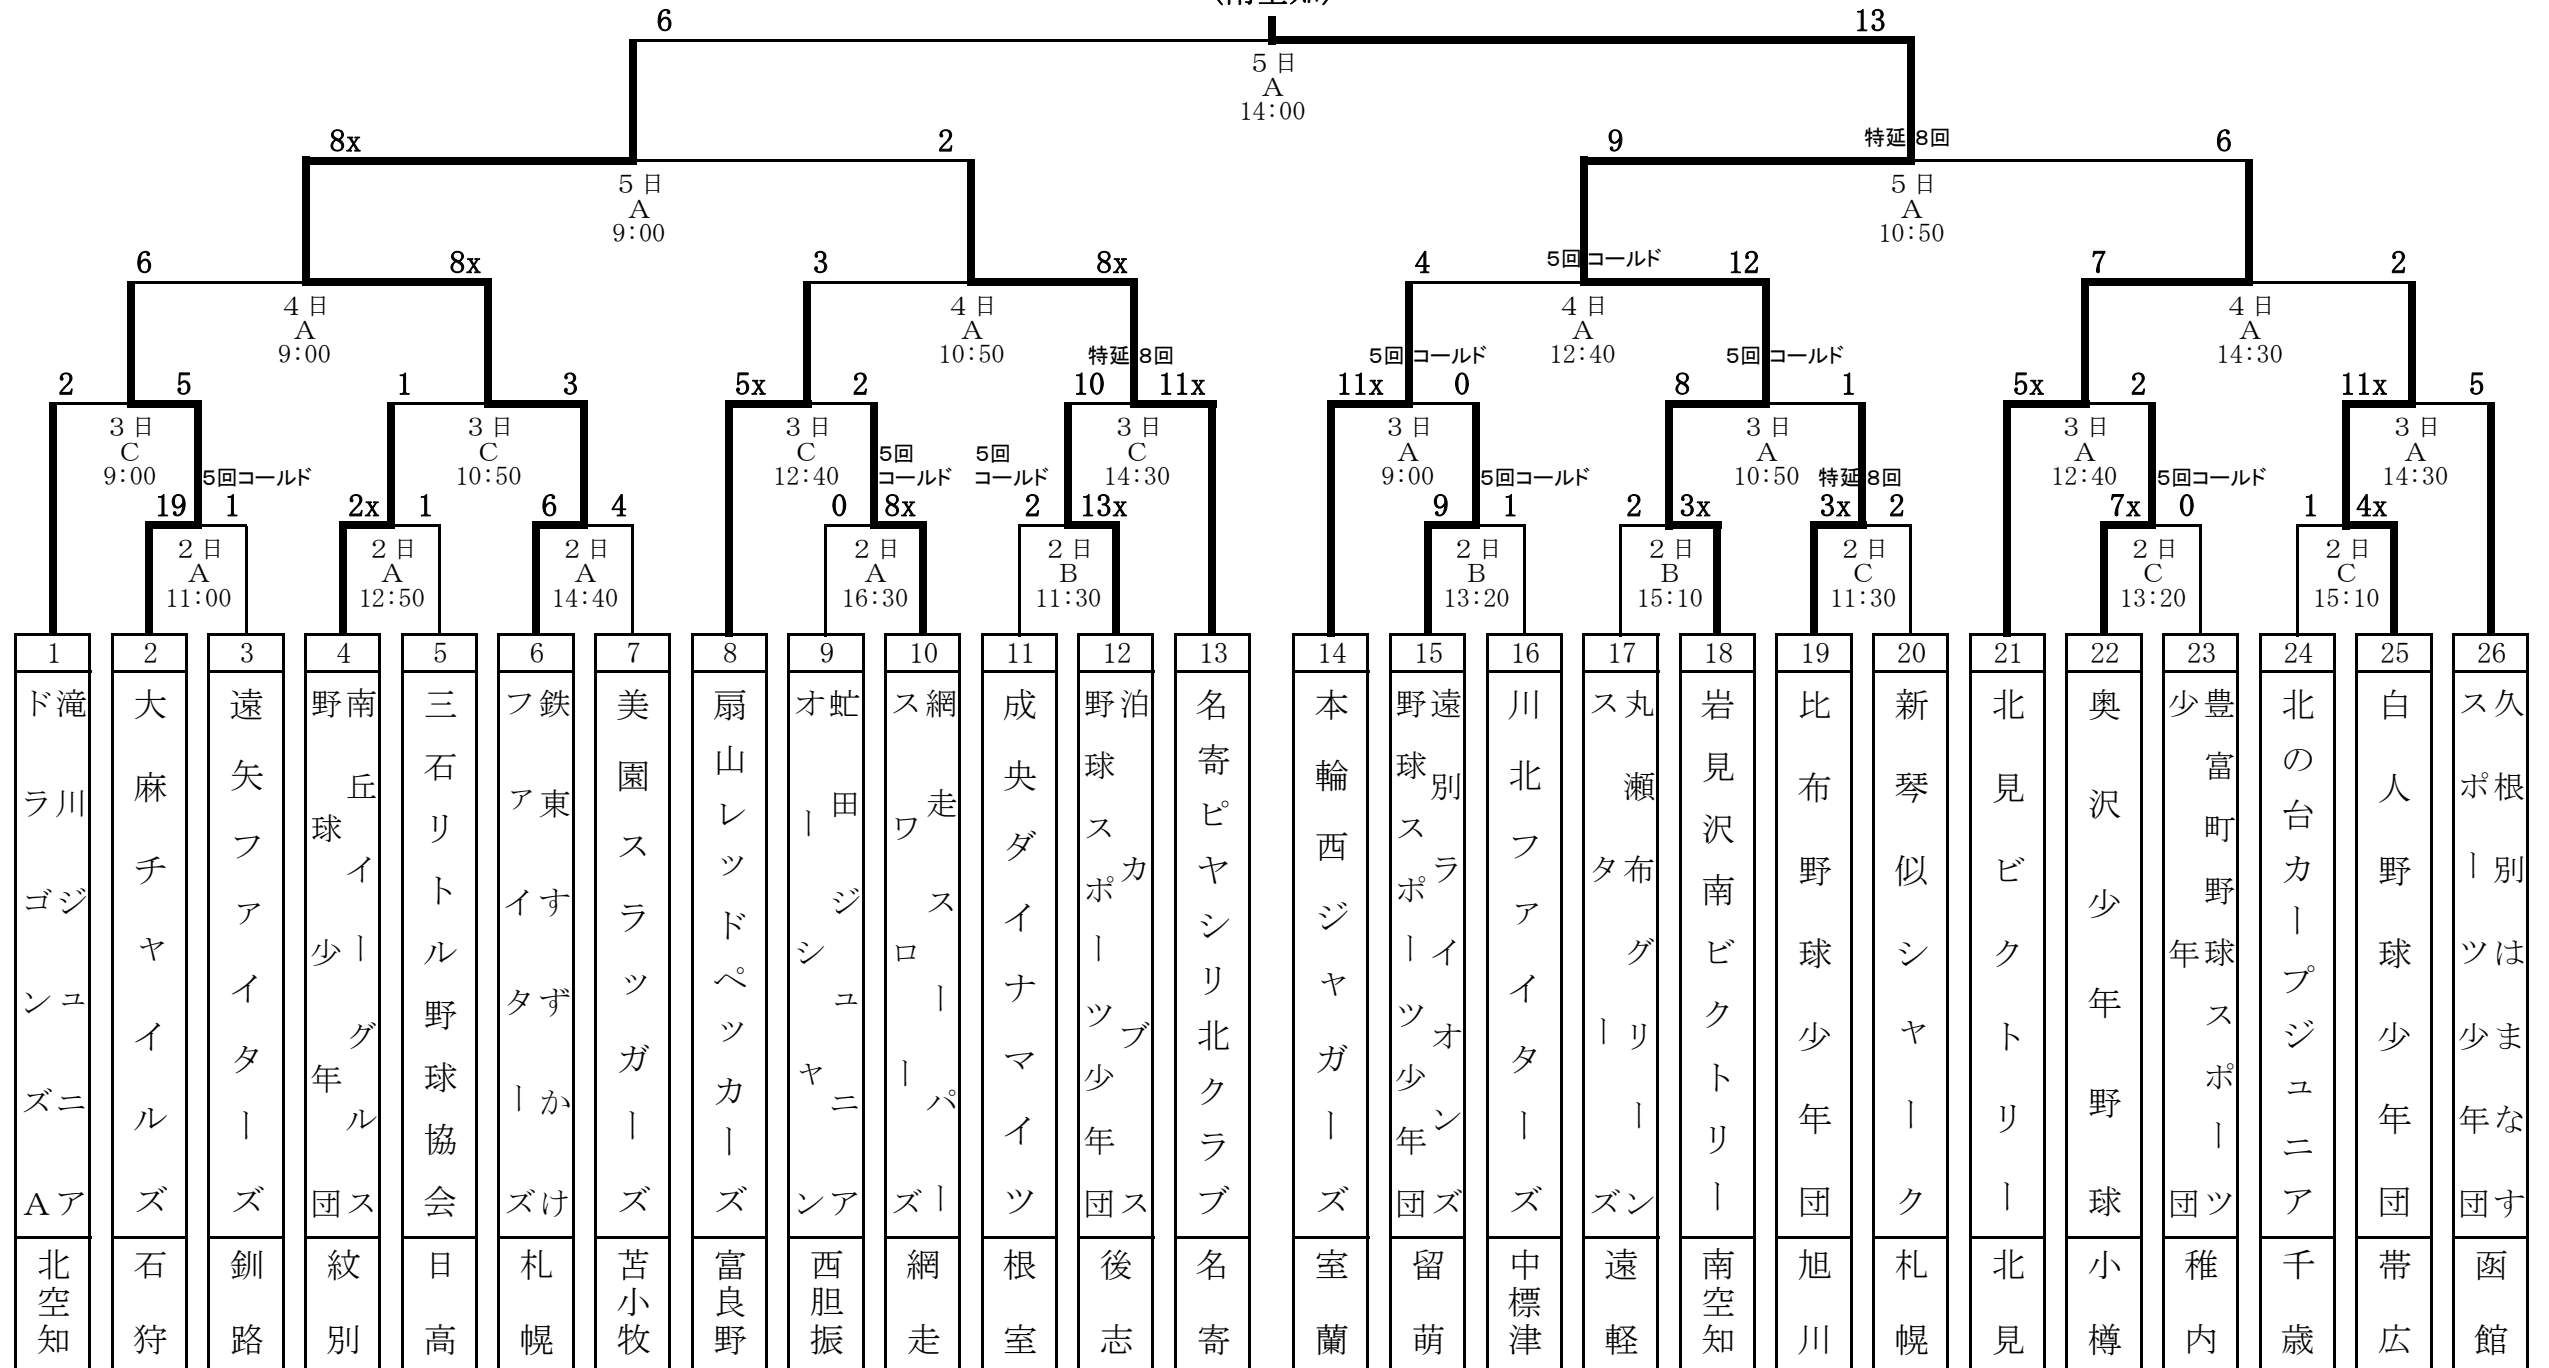 6
13
5日
A
14:00
8x
2
9
特延8回
6
5日
A
9:00
5日
A
10:50
6
8x
3
8x
4
5回コールド
12
7
2
4日
A
9:00
4日
A
10:50
4日
A
12:40
4日
A
14:30
2
5
1
3
5x
2
特延8回
10
11x
5回コールド
11x
0
5回コールド
8
1
5x
2
11x
5
3日
C
9:00
3日
C
10:50
3日
C
12:40
3日
C
14:30
3日
A
9:00
3日
A
10:50
3日
A
12:40
3日
A
14:30
5回コールド
19
1
2x
1
6
4
5回
コールド
0
8x
5回
コールド
2
13x
5回コールド
9
1
2
3x
特延8回
3x
2
5回コールド
7x
0
1
4x
2日
A
11:00
2日
A
12:50
2日
A
14:40
2日
A
16:30
2日
B
11:30
2日
B
13:20
2日
B
15:10
2日
C
11:30
2日
C
13:20
2日
C
15:10
1
滝川ジュニア
ドラゴンズA
北空知
2
大麻チャイルズ
石狩
3
遠矢ファイターズ
釧路
4
南丘イーグルス
野球少年団
紋別
5
三石リトル野球協会
日高
6
鉄東すずかけ
ファイターズ
札幌
7
美園スラッガーズ
苫小牧
8
扇山レッドペッカーズ
富良野
9
虻田ジュニア
オーシャン
西胆振
10
網走スーパー
スワローズ
網走
11
成央ダイナマイツ
根室
12
泊カブス
野球スポーツ少年団
後志
13
名寄ピヤシリ北クラブ
名寄
14
本輪西ジャガーズ
室蘭
15
遠別ライオンズ
野球スポーツ少年団
留萌
16
川北ファイターズ
中標津
17
丸瀬布グリーン
スターズ
遠軽
18
岩見沢南ビクトリー
南空知
19
比布野球少年団
旭川
20
新琴似シャーク
札幌
21
北見ビクトリー
北見
22
奥沢少年野球
小樽
23
豊富町野球スポーツ
少年団
稚内
24
北の台カープジュニア
千歳
25
白人野球少年団
帯広
26
久根別はまなす
スポーツ少年団
函館